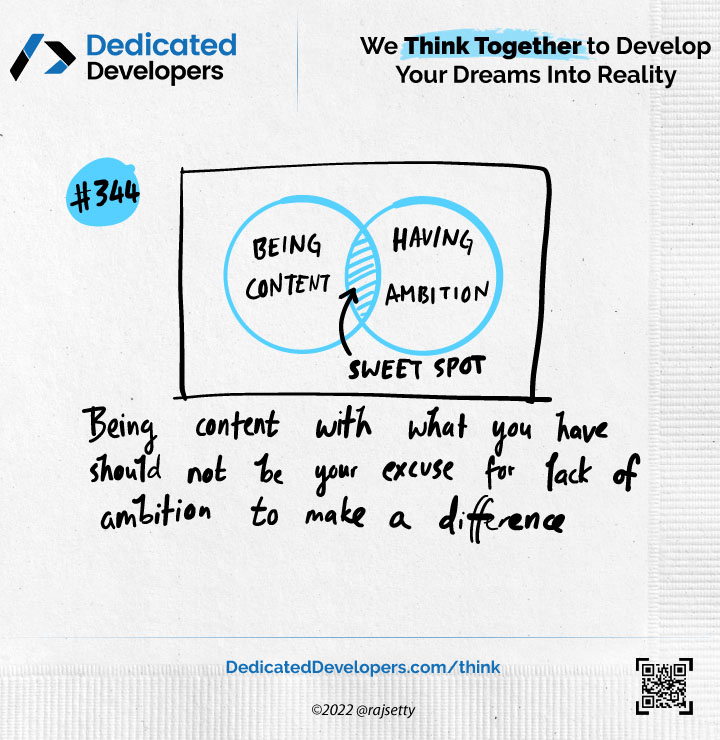 Dedicated
Developers
We Think Together to Develop
Your Dreams Into Reality
#344
BEING
CONTENT
HAVING
AMBITION
SWEET SPOT
Being content with what you have
should not be your excuse for lack of
ambition to make a difference
DedicatedDevelopers.com/think
©2022 @rajsetty